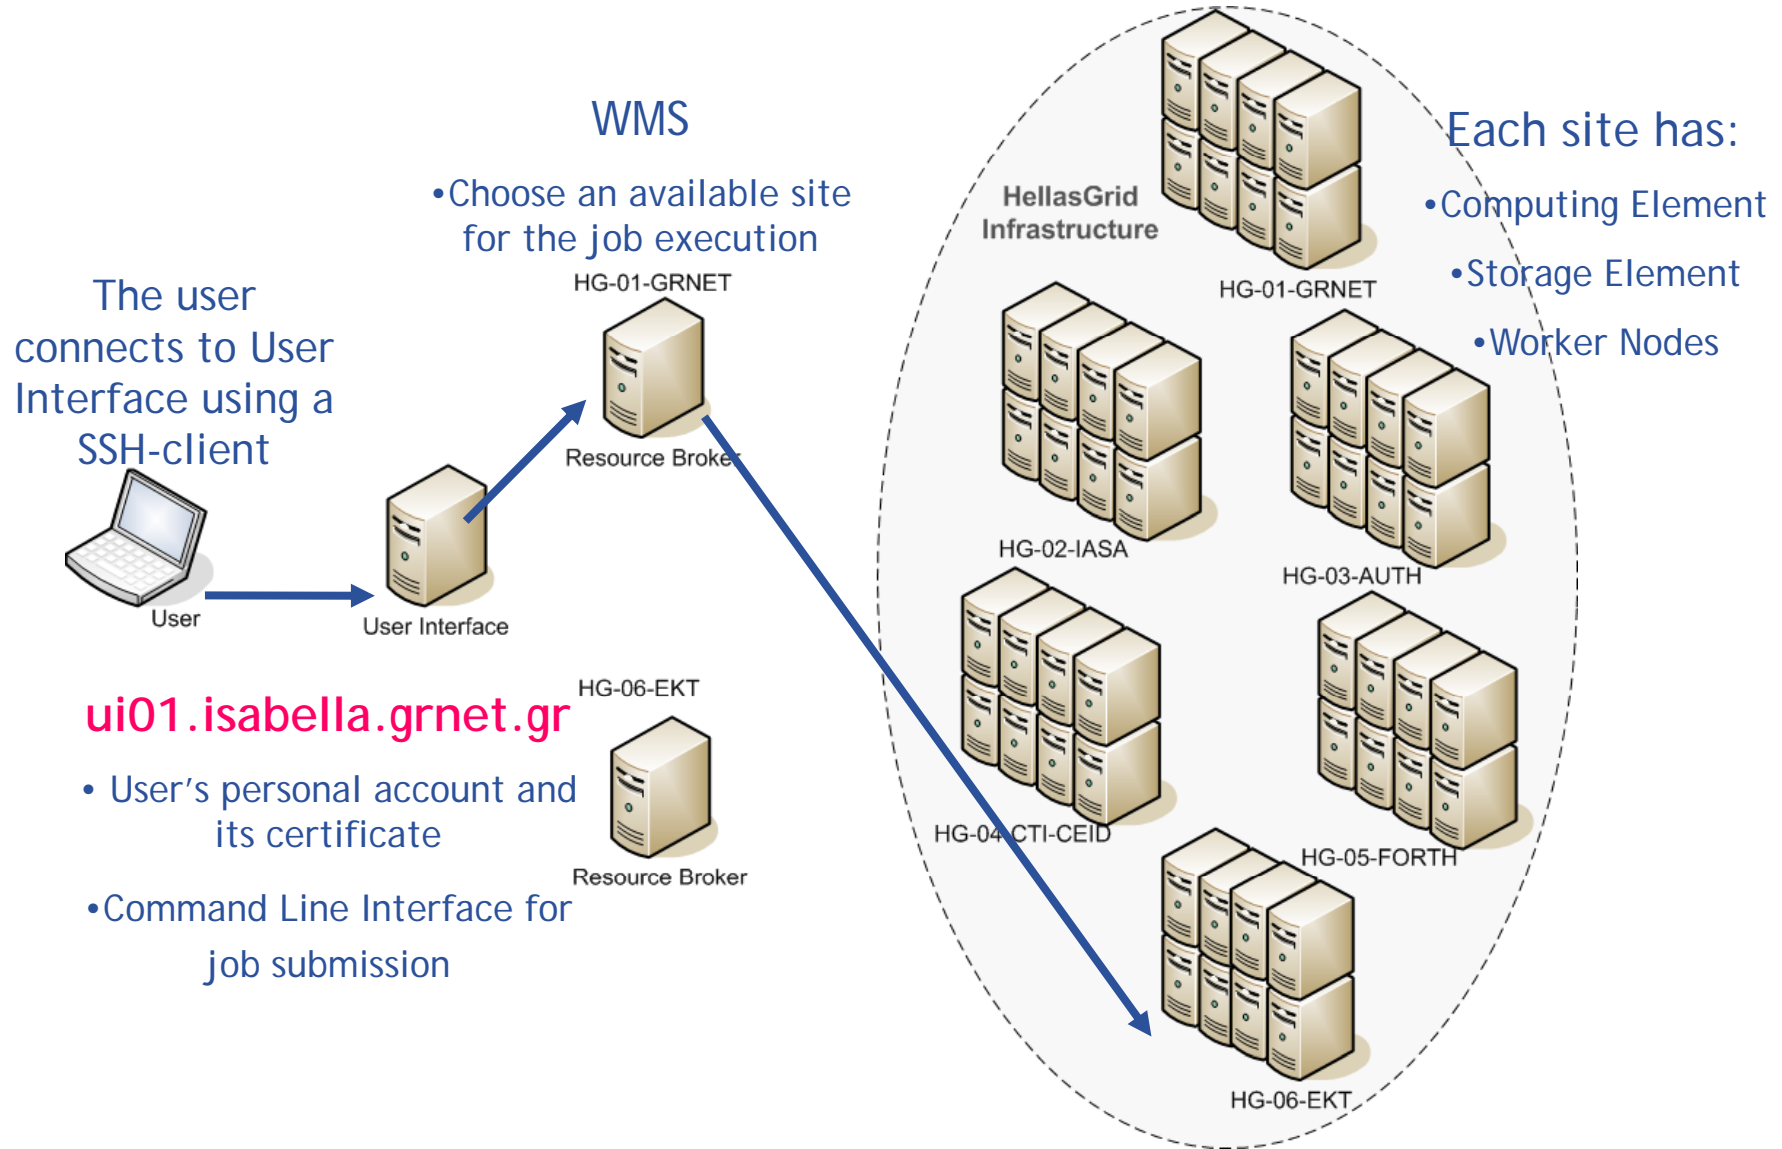 WMS
•Choose an available site
for the job execution
HG-01-GRNET
Resource Broker
The user
connects to User
Interface using a
SSH-client
User
User Interface
ui01.isabella.grnet.gr
• User's personal account and
its certificate
•Command Line Interface for
job submission
HG-06-EKT
Resource Broker
HellasGrid
Infrastructure
HG-01-GRNET
HG-02-IASA
HG-03-AUTH
HG-04-CTI-CEID
HG-05-FORTH
HG-06-EKT
Each site has:
•Computing Element
•Storage Element
•Worker Nodes